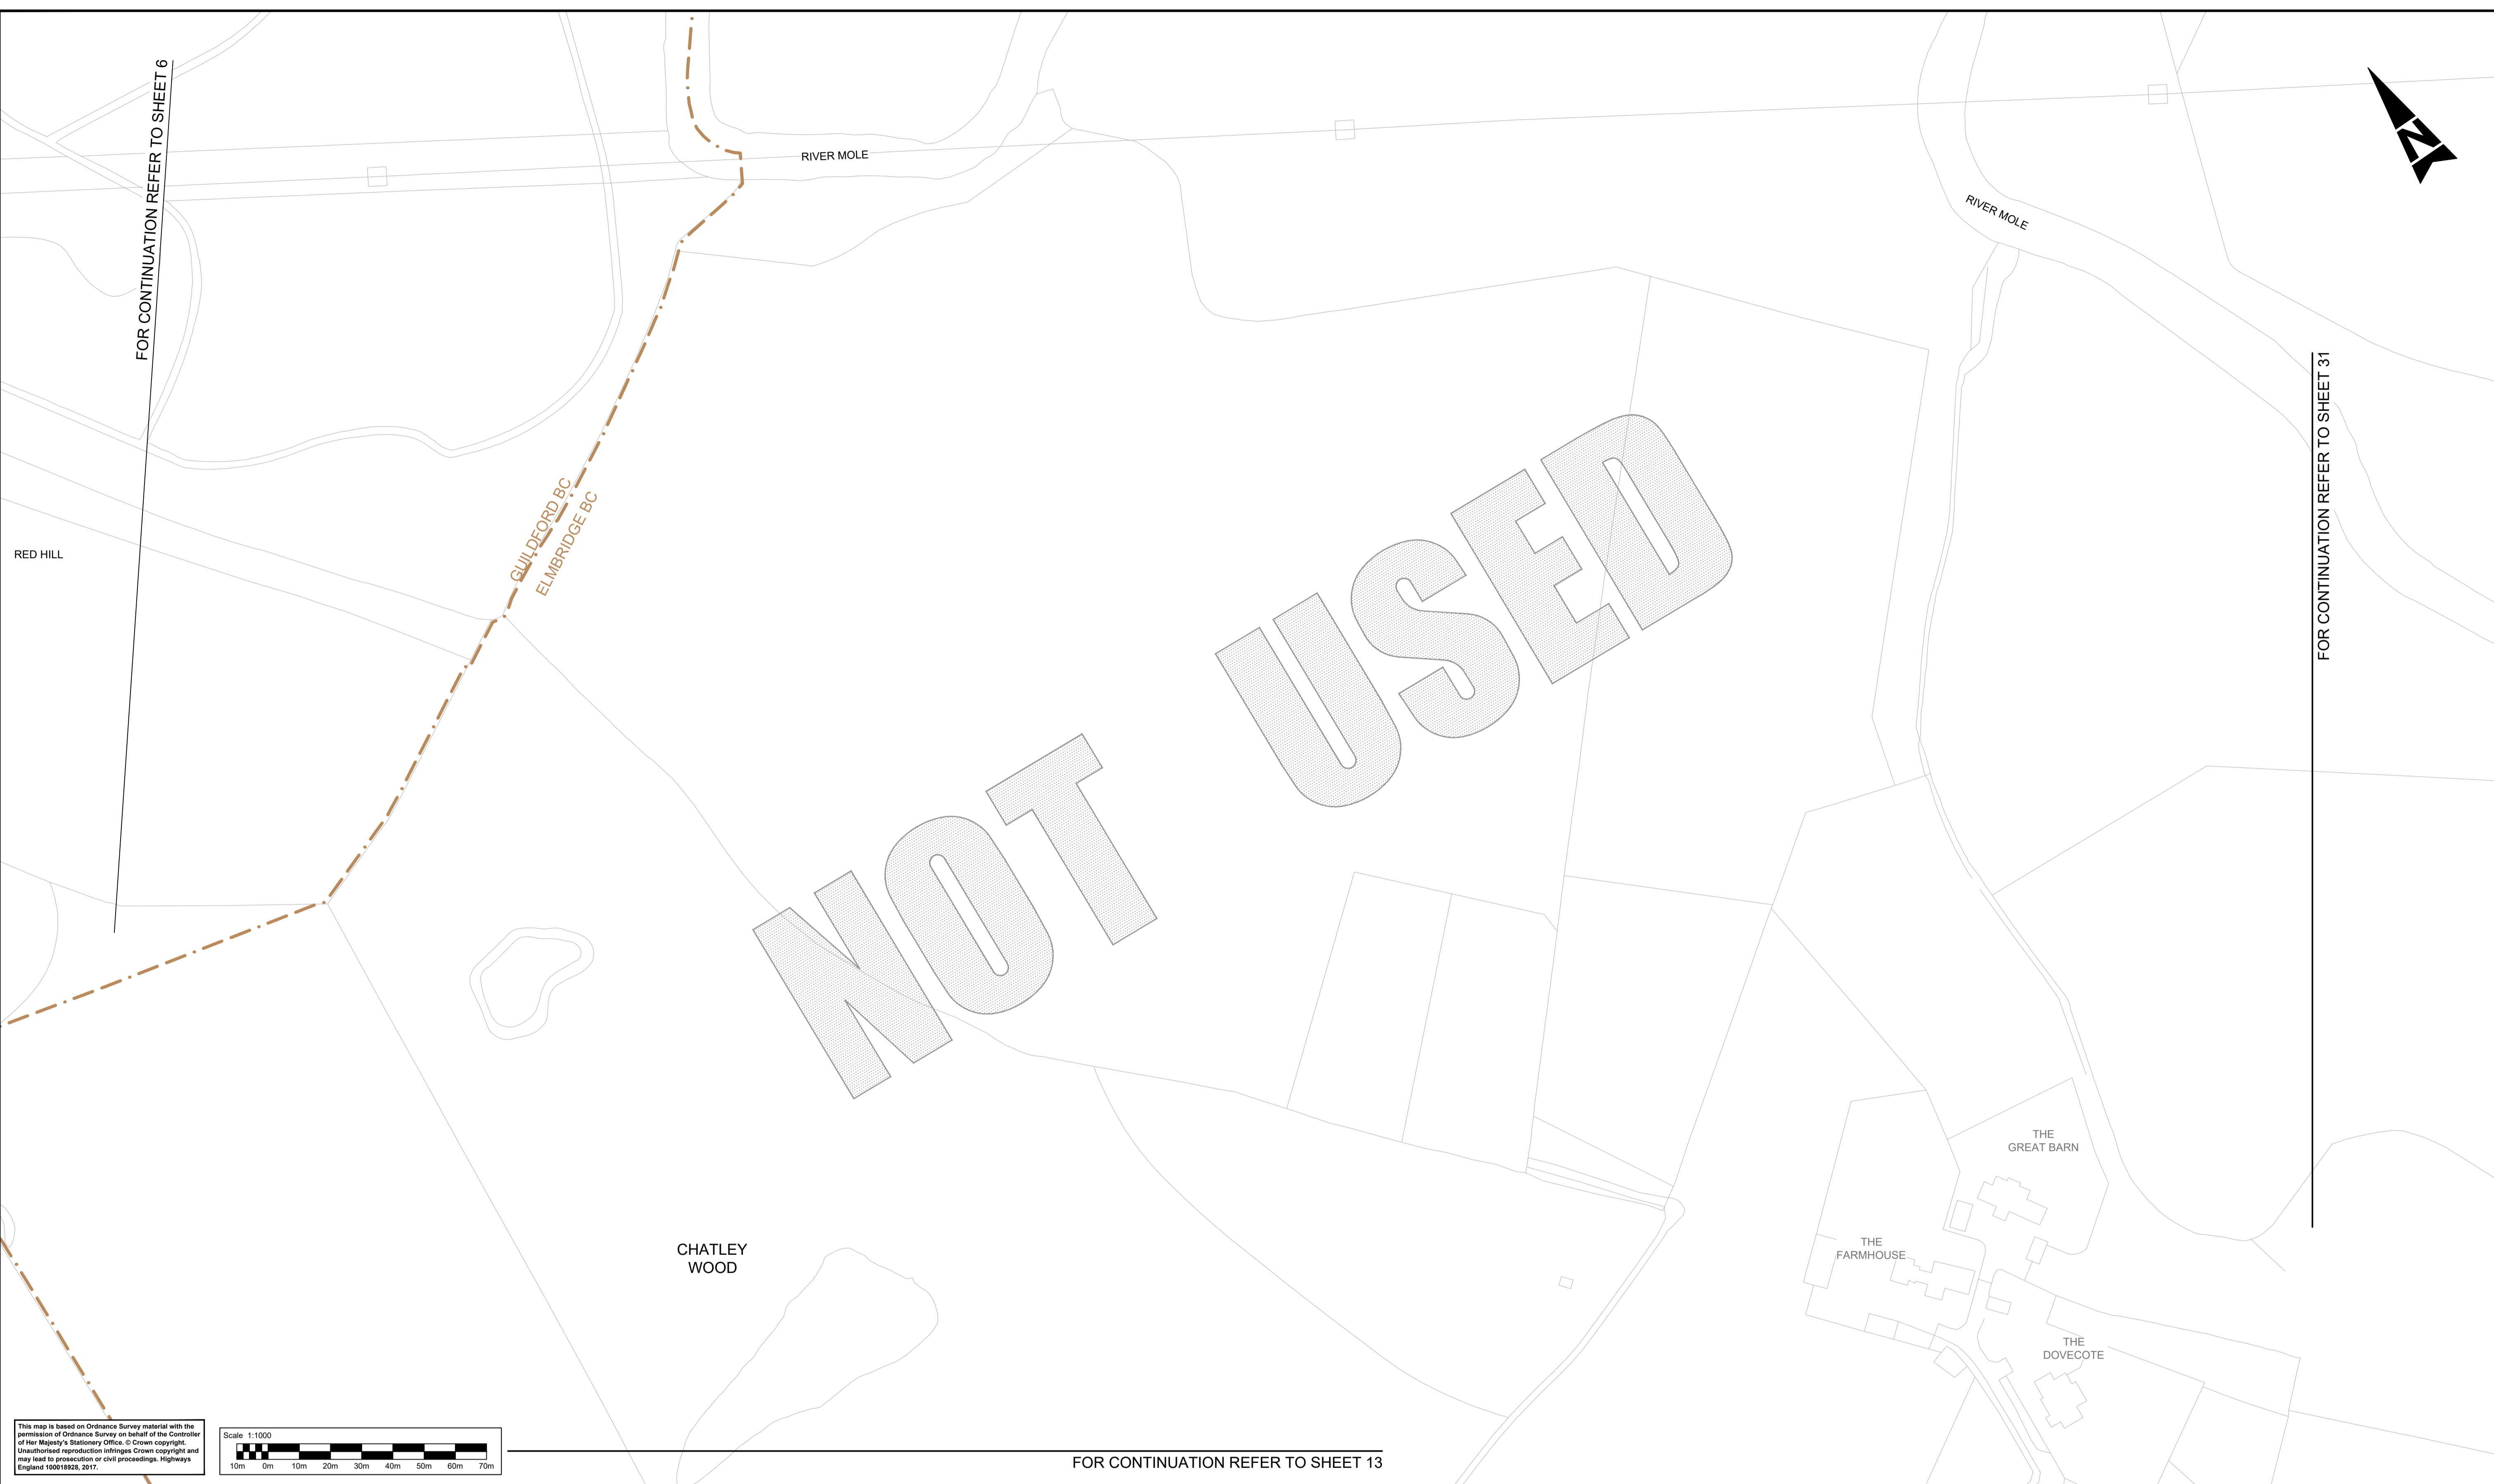 FOR CONTINUATION REFER TO SHEET 6
RIVER MOLE
N
RIVER MOLE
FOR CONTINUATION REFER TO SHEET 31
RED HILL
GUILDFORD BC
ELMBRIDGE BC
NOT USED
THE
GREAT BARN
THE
FARMHOUSE
CHATLEY
WOOD
THE
DOVECOTE
This map is based on Ordnance Survey material with the
permission of Ordnance Survey on behalf of the Controller
of Her Majesty's Stationery Office. © Crown copyright.
Unauthorised reproduction infringes Crown copyright and
may lead to prosecution or civil proceedings. Highways
England 100018928, 2017.
Scale 1:1000
10m 0m 10m 20m 30m 40m 50m 60m 70m
FOR CONTINUATION REFER TO SHEET 13